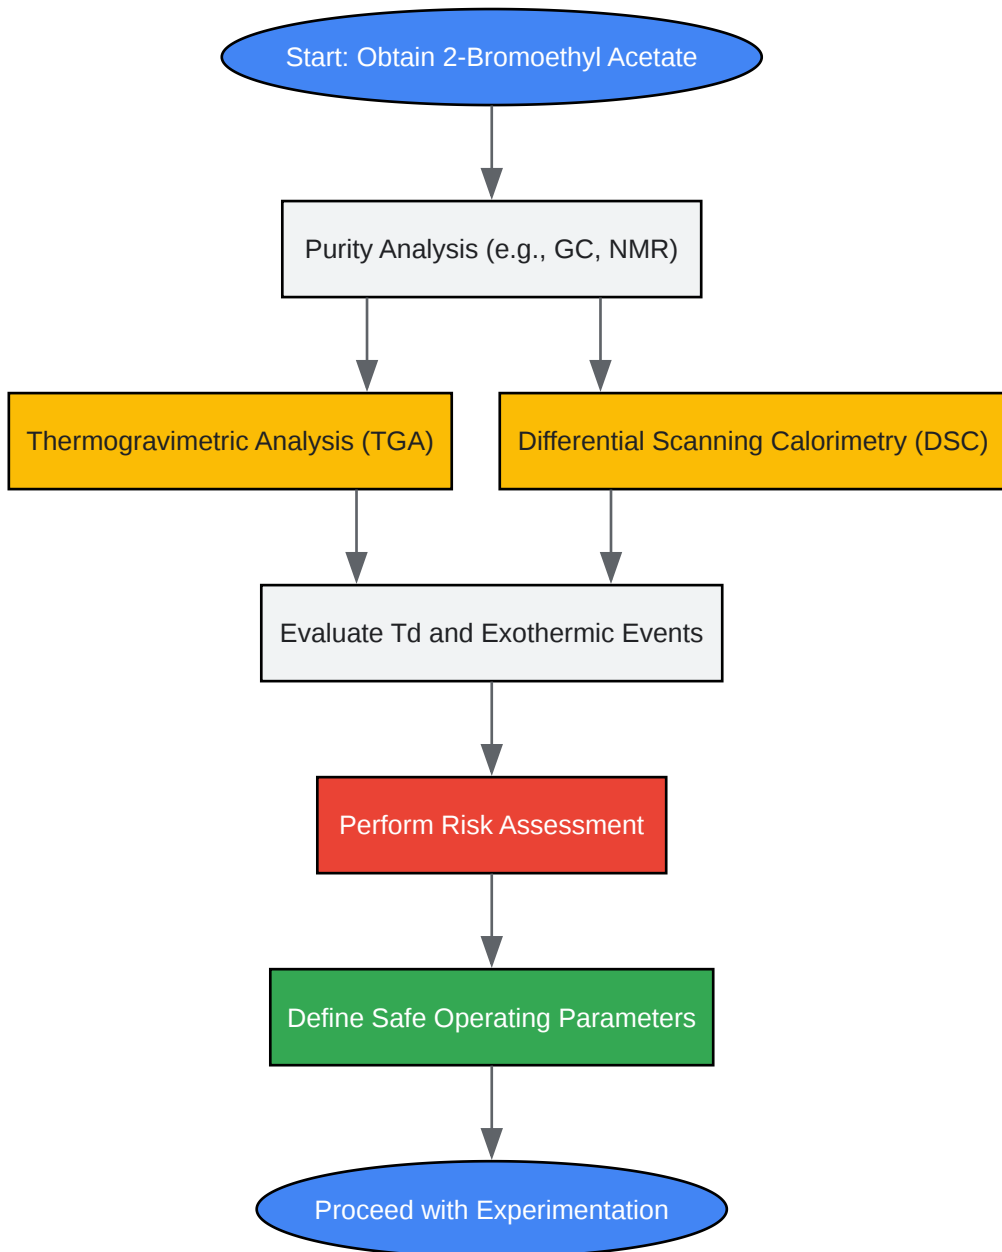 Start: Obtain 2-Bromoethyl Acetate
Purity Analysis (e.g., GC, NMR)
Thermogravimetric Analysis (TGA)
Differential Scanning Calorimetry (DSC)
Evaluate Td and Exothermic Events
Perform Risk Assessment
Define Safe Operating Parameters
Proceed with Experimentation